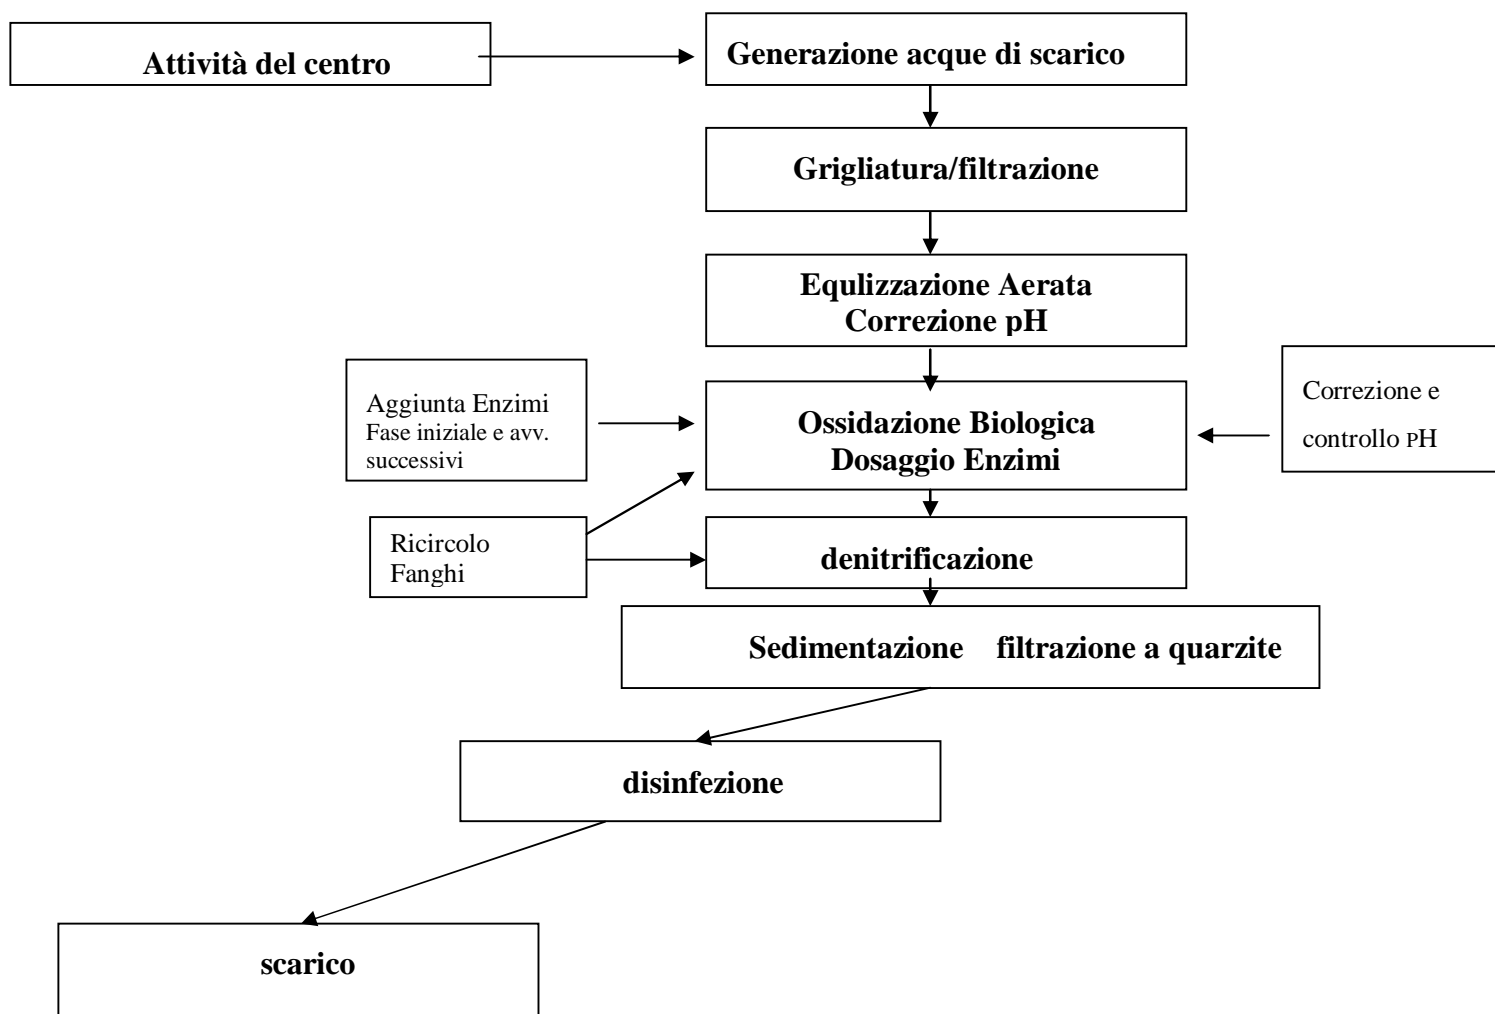 Attività del centro
Generazione acque di scarico
Grigliatura/filtrazione
Equlizzazione Aerata
Correzione pH
Aggiunta Enzimi
Fase iniziale e avv.
successivi
Ossidazione Biologica
Dosaggio Enzimi
Correzione e
controllo PH
Ricircolo
Fanghi
denitrificazione
Sedimentazione filtrazione a quarzite
disinfezione
scarico